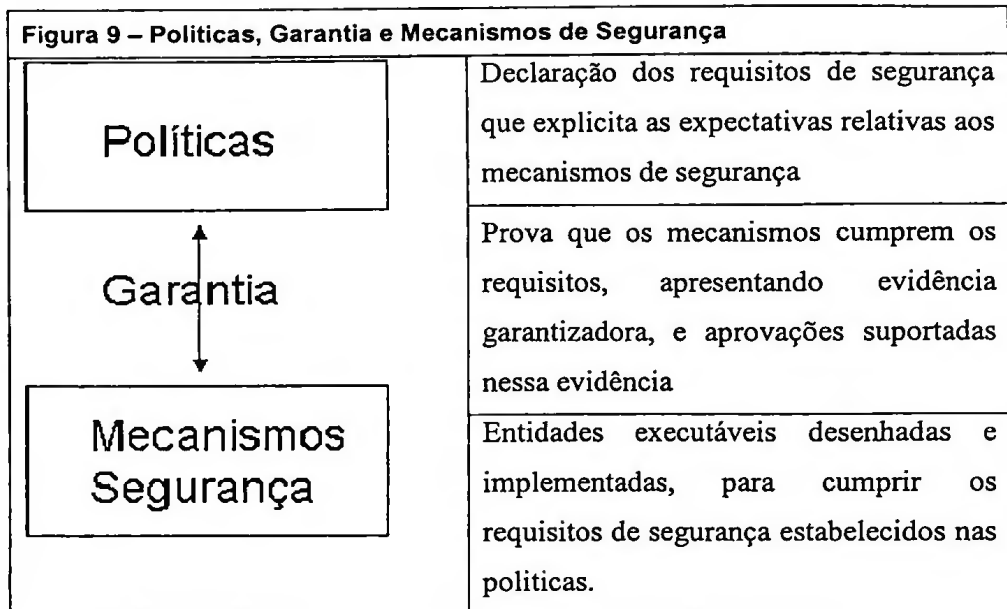 Figura 9 – Politicas, Garantia e Mecanismos de Segurança
Políticas
Declaração dos requisitos de segurança
que explicita as expectativas relativas aos
mecanismos de segurança
Garantia
Prova que os mecanismos cumprem os
requisitos, apresentando evidência
garantizadora, e aprovações suportadas
nessa evidência
Mecanismos
Segurança
Entidades executáveis desenhadas e
implementadas, para cumprir os
requisitos de segurança estabelecidos nas
politicas.